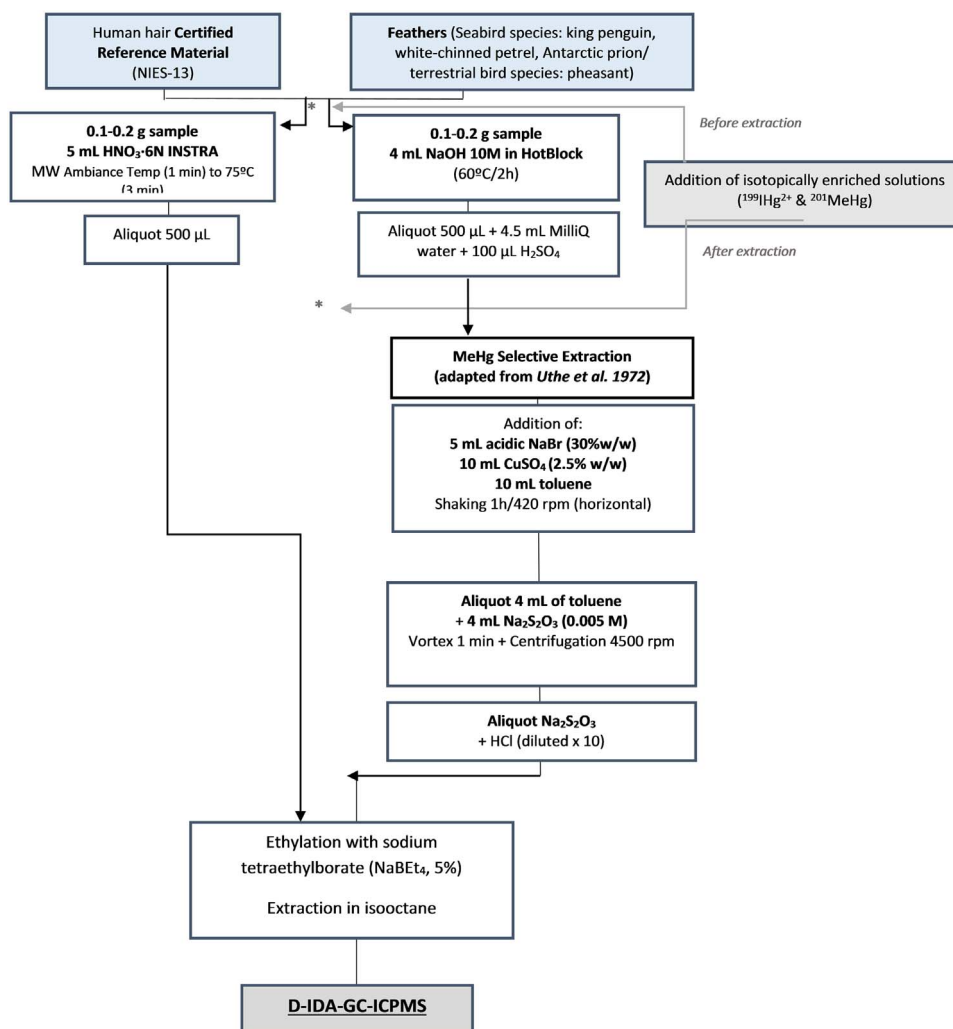 Human hair Certified
Reference Material
(NIES-13)
Feathers (Seabird species: king penguin,
white-chinned petrel, Antarctic prion/
terrestrial bird species: pheasant)
*
Before extraction
0.1-0.2 g sample
5 mL HNO₃·6N INSTRA
MW Ambiance Temp (1 min) to 75ºC
(3 min)
0.1-0.2 g sample
4 mL NaOH 10M in HotBlock
(60ºC/2h)
Addition of isotopically enriched solutions
(¹⁹⁹IHg²⁺ & ²⁰¹MeHg)
Aliquot 500 µL
Aliquot 500 µL + 4.5 mL MilliQ
water + 100 µL H₂SO₄
After extraction
*
MeHg Selective Extraction
(adapted from Uthe et al. 1972)
Addition of:
5 mL acidic NaBr (30%w/w)
10 mL CuSO₄ (2.5% w/w)
10 mL toluene
Shaking 1h/420 rpm (horizontal)
Aliquot 4 mL of toluene
+ 4 mL Na₂S₂O₃ (0.005 M)
Vortex 1 min + Centrifugation 4500 rpm
Aliquot Na₂S₂O₃
+ HCl (diluted x 10)
Ethylation with sodium
tetraethylborate (NaBEt₄, 5%)
Extraction in isooctane
D-IDA-GC-ICPMS